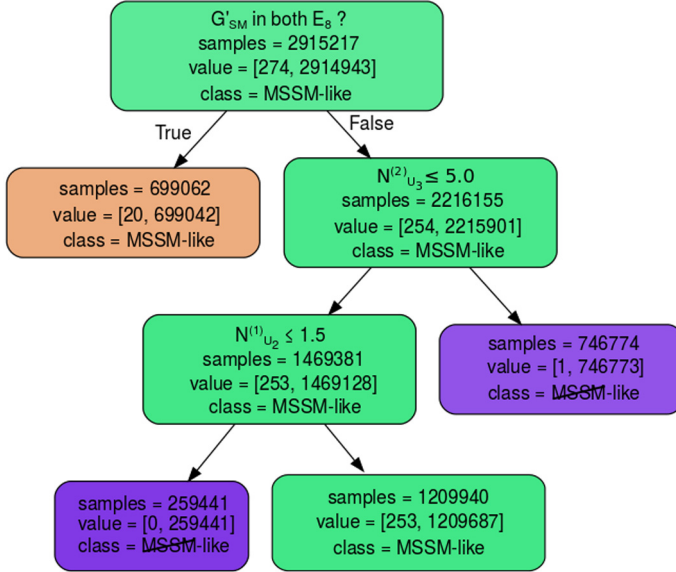 G'SM in both E8 ?
samples = 2915217
value = [274, 2914943]
class = MSSM-like
True
False
samples = 699062
value = [20, 699042]
class = MSSM-like
N(2)U3 ≤ 5.0
samples = 2216155
value = [254, 2215901]
class = MSSM-like
N(1)U2 ≤ 1.5
samples = 1469381
value = [253, 1469128]
class = MSSM-like
samples = 746774
value = [1, 746773]
class = MSSM-like
samples = 259441
value = [0, 259441]
class = MSSM-like
samples = 1209940
value = [253, 1209687]
class = MSSM-like